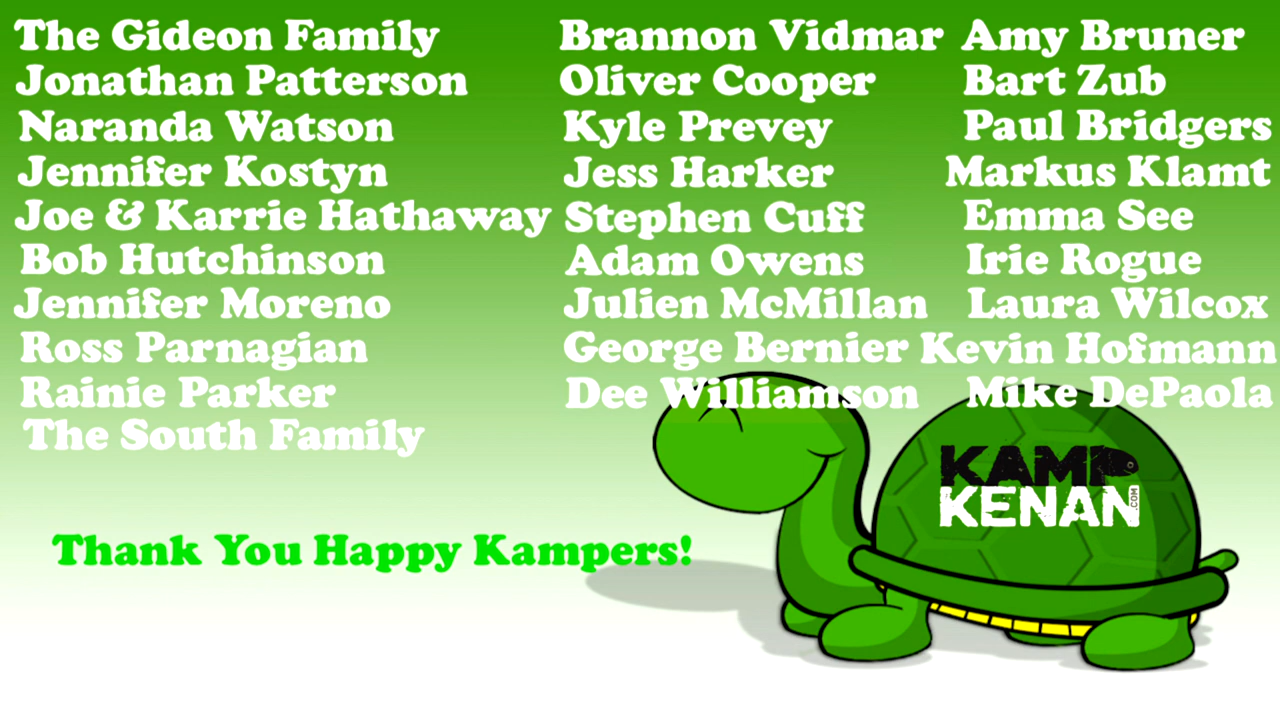 The Gideon Family
Jonathan Patterson
Naranda Watson
Jennifer Kostyn
Joe & Karrie Hathaway
Bob Hutchinson
Jennifer Moreno
Ross Parnagian
Rainie Parker
The South Family
Brannon Vidmar
Oliver Cooper
Kyle Prevey
Jess Harker
Stephen Cuff
Adam Owens
Julien McMillan
George Bernier
Dee Williamson
Amy Bruner
Bart Zub
Paul Bridgers
Markus Klamt
Emma See
Irie Rogue
Laura Wilcox
Kevin Hofmann
Mike DePaola
Thank You Happy Kampers!
KAMP
KENAN
.COM